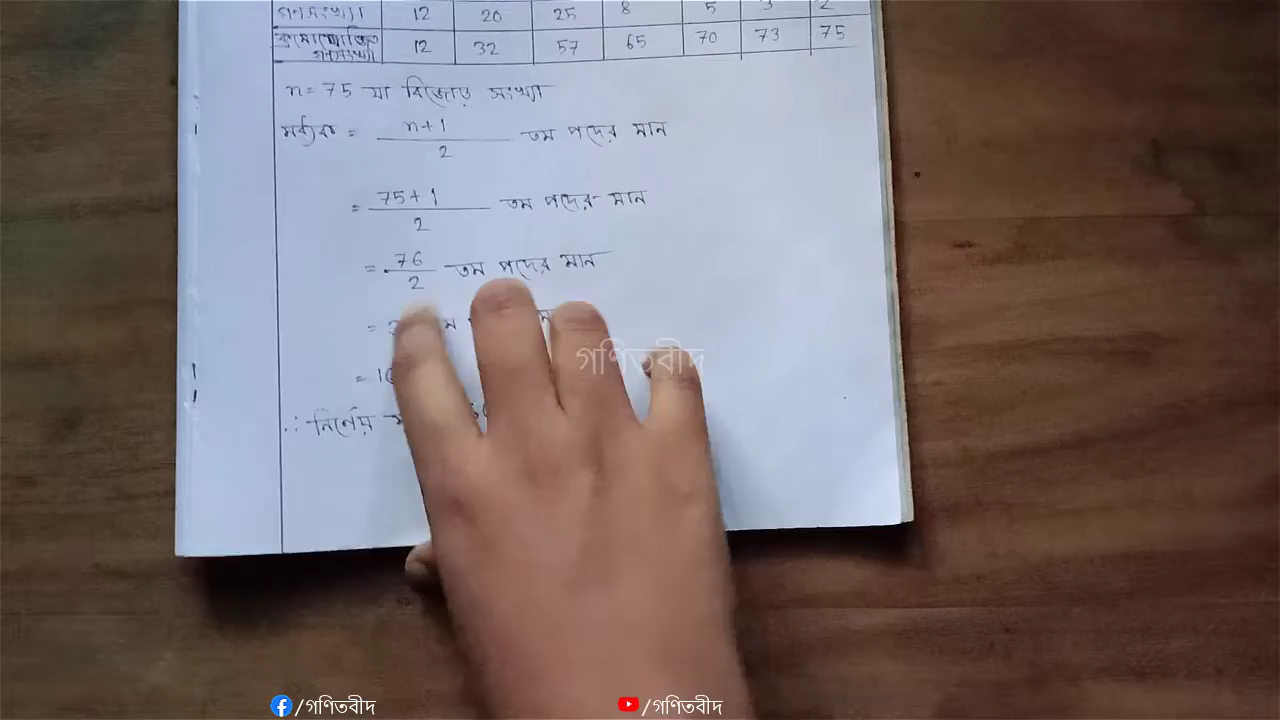 গণসংখ্যা 12 20 25 8 5 3 2
ক্রমোযোজিত গণসংখ্যা 12 32 57 65 70 73 75
n = 75 যা বিজোড় সংখ্যা
মধ্যক = n+1 / 2 তম পদের মান
= 75+1 / 2 তম পদের মান
= 76 / 2 তম পদের মান
=
= 16
∴ নির্ণেয়
গণিতবীদ
/গণিতবীদ /গণিতবীদ